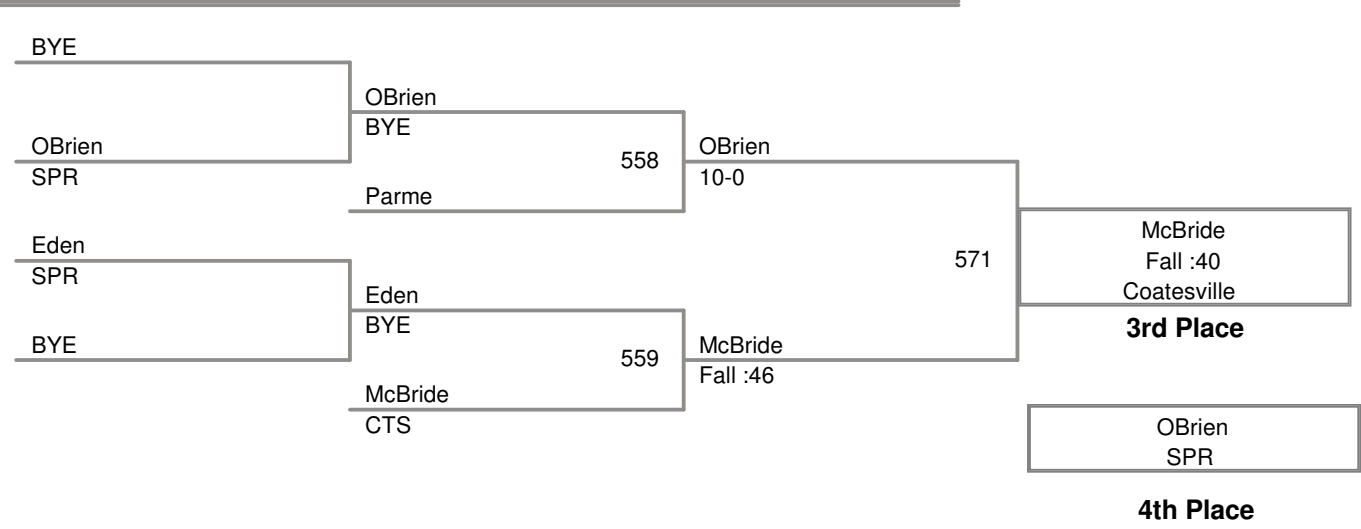 BYE
OBrien
SPR
Eden
SPR
BYE
OBrien
BYE
558
Parme
Eden
BYE
559
McBride
CTS
OBrien
10-0
571
McBride
Fall :46
McBride
Fall :40
Coatesville
3rd Place
OBrien
SPR
4th Place